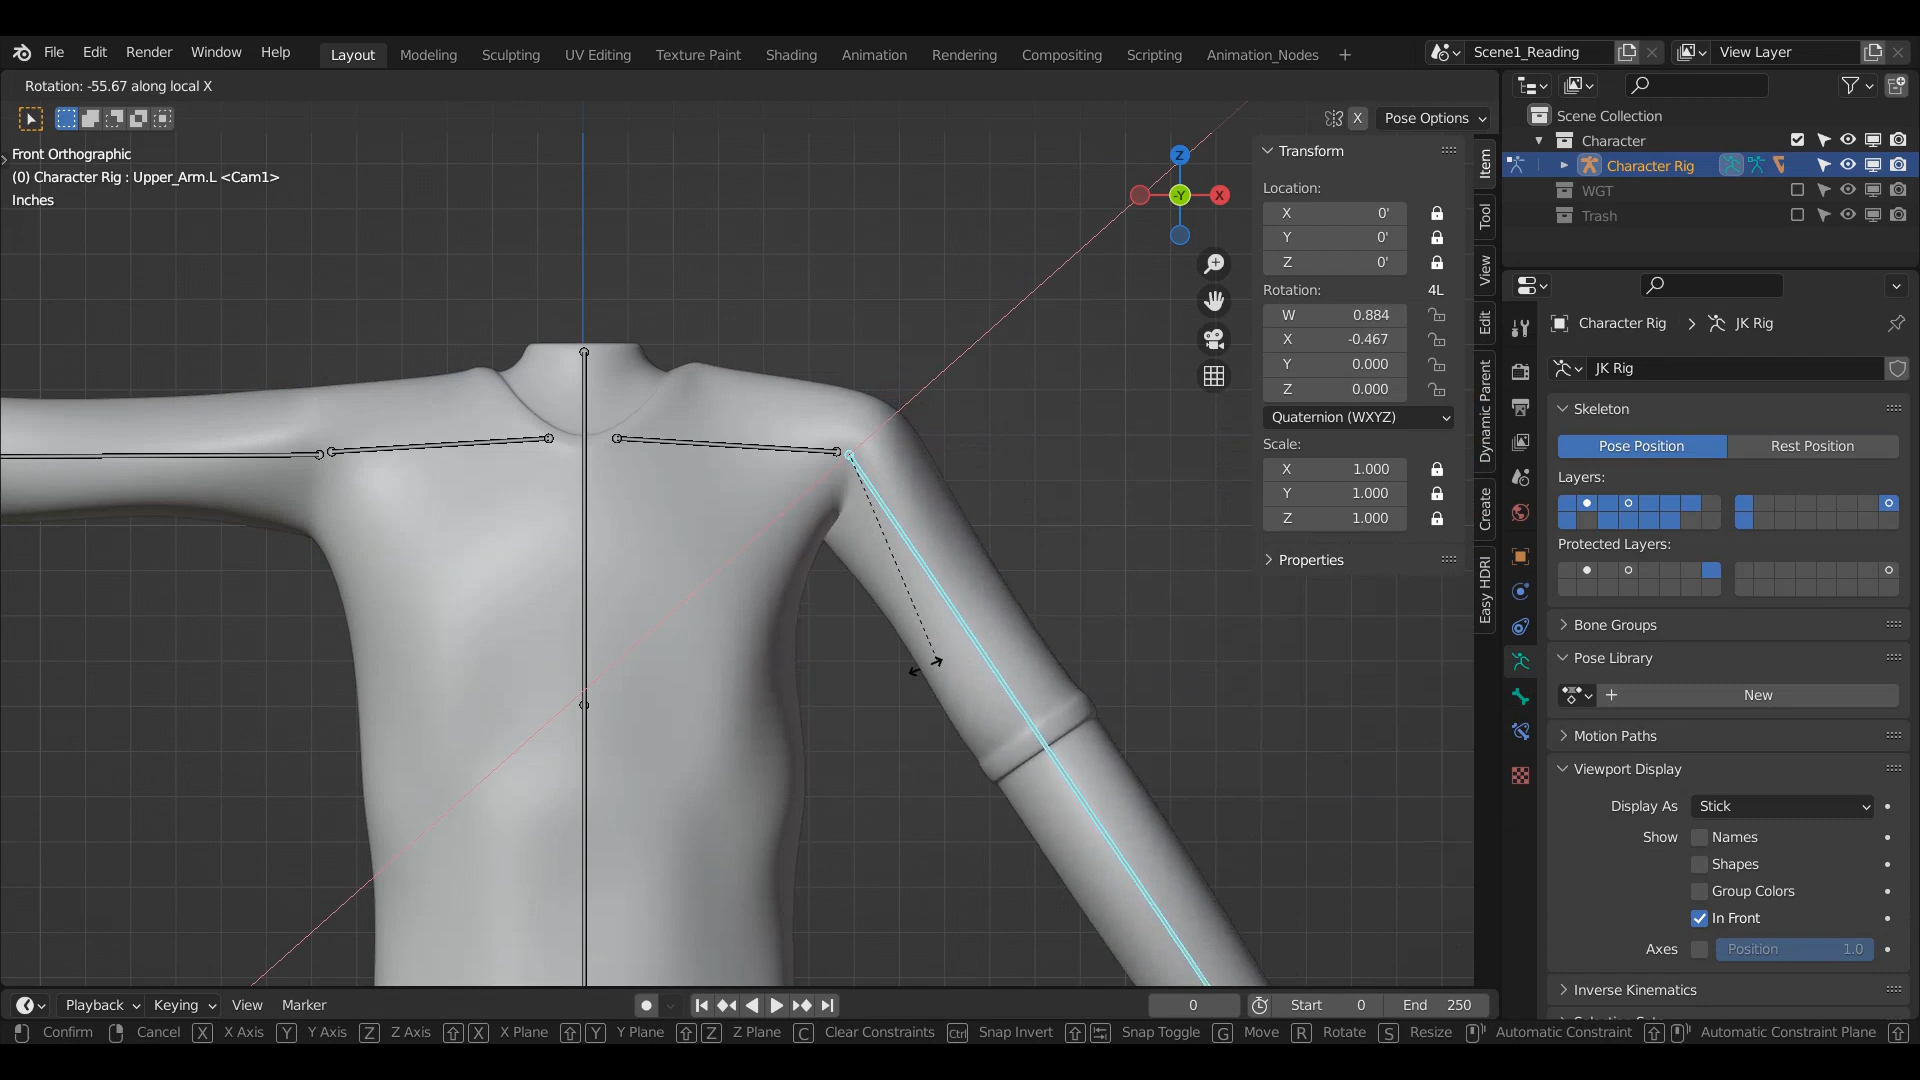 File Edit Render Window Help Layout Modeling Sculpting UV Editing Texture Paint Shading Animation Rendering Compositing Scripting Animation_Nodes + Scene1_Reading View Layer
Rotation: -55.67 along local X
X Pose Options
Front Orthographic
(0) Character Rig : Upper_Arm.L <Cam1>
Inches
Z
-Y
X
Transform
Location:
X 0'
Y 0'
Z 0'
Rotation: 4L
W 0.884
X -0.467
Y 0.000
Z 0.000
Quaternion (WXYZ)
Scale:
X 1.000
Y 1.000
Z 1.000
Properties
Item
Tool
View
Edit
Dynamic Parent
Create
Easy HDRI
Scene Collection
Character
Character Rig
WGT
Trash
Character Rig > JK Rig
JK Rig
Skeleton
Pose Position Rest Position
Layers:
Protected Layers:
Bone Groups
Pose Library
+ New
Motion Paths
Viewport Display
Display As Stick
Show Names
Shapes
Group Colors
In Front
Axes Position 1.0
Inverse Kinematics
Playback Keying View Marker 0 Start 0 End 250
Confirm Cancel X X Axis Y Y Axis Z Z Axis X X Plane Y Y Plane Z Z Plane C Clear Constraints Ctrl Snap Invert Snap Toggle G Move R Rotate S Resize Automatic Constraint Automatic Constraint Plane